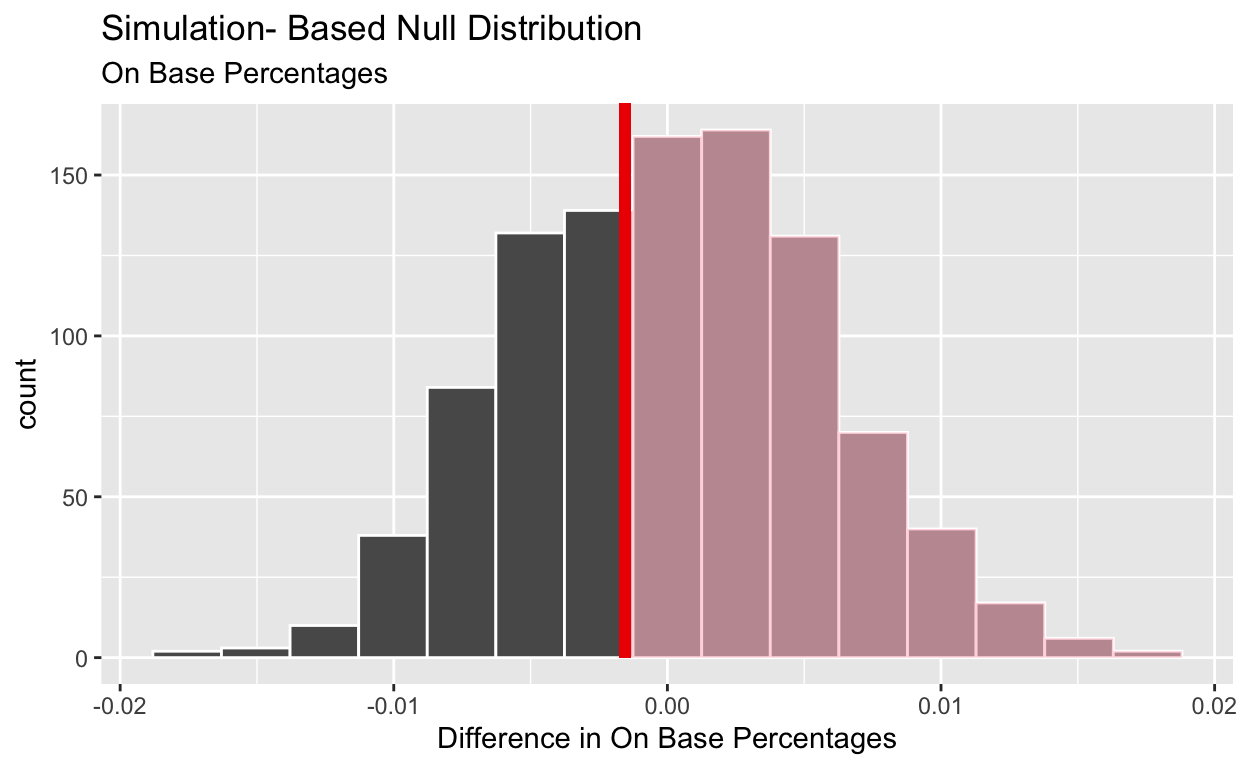 Simulation- Based Null Distribution
On Base Percentages
150
100
50
0
count
-0.02 -0.01 0.00 0.01 0.02
Difference in On Base Percentages